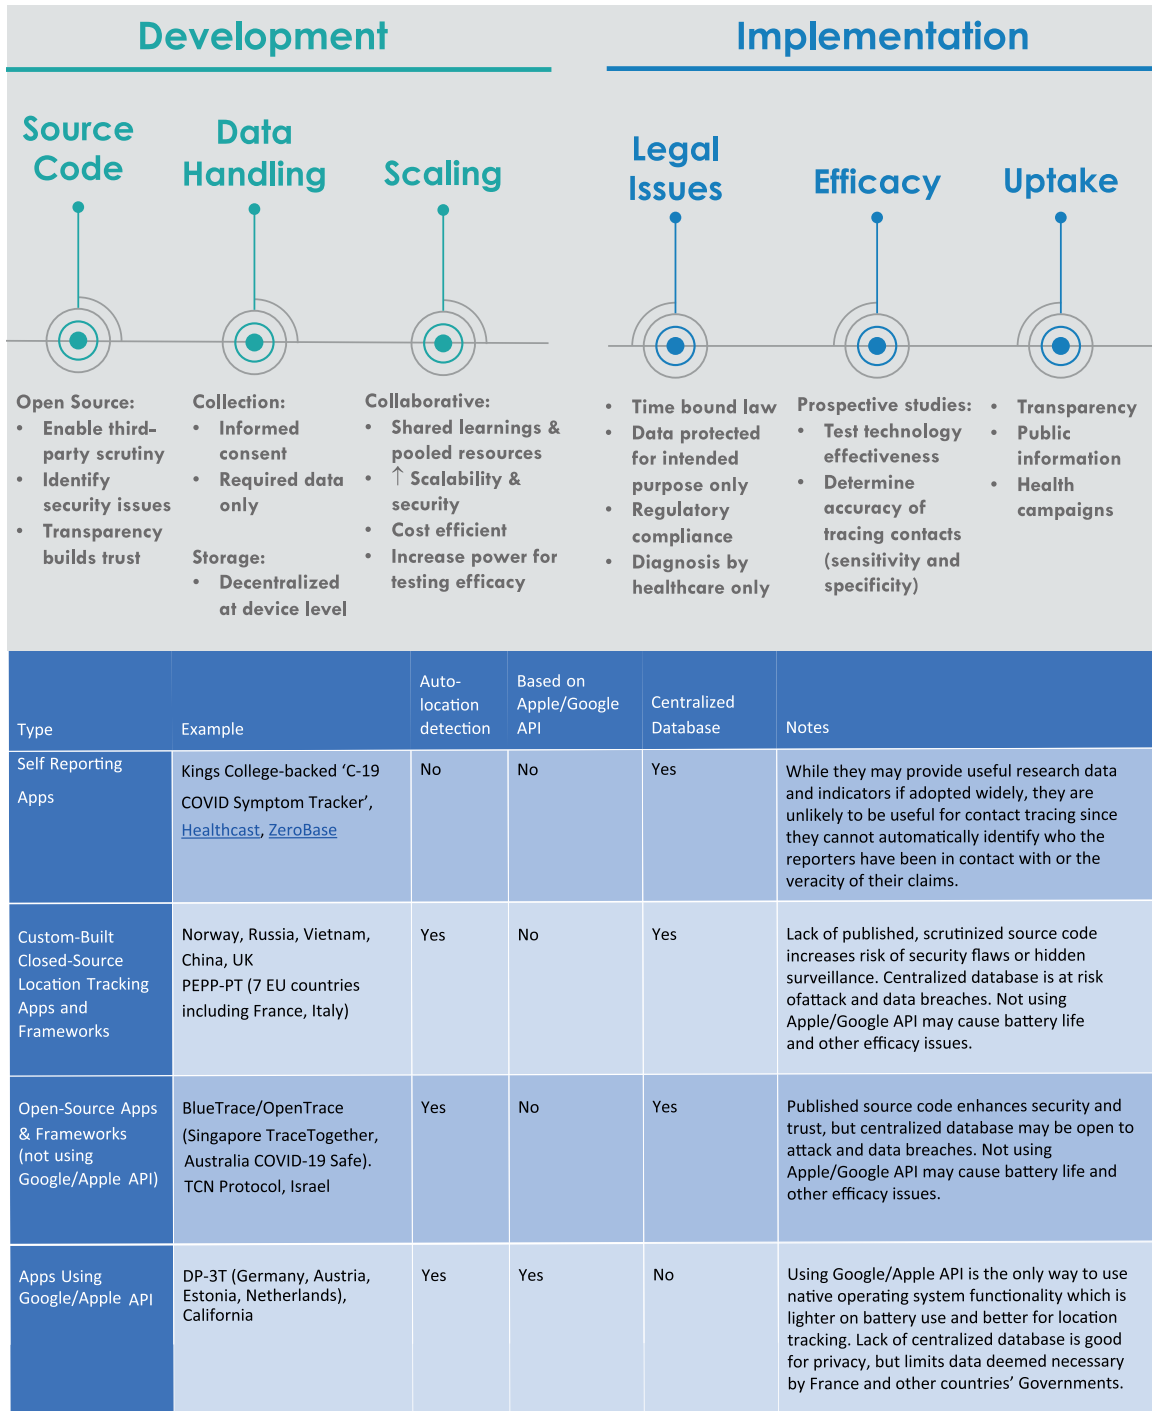 Development
Implementation
Source
Code
Data
Handling
Scaling
Legal
Issues
Efficacy
Uptake
Open Source:
• Enable third-
party scrutiny
• Identify
security issues
• Transparency
builds trust
Collection:
• Informed
consent
• Required data
only
Storage:
• Decentralized
at device level
Collaborative:
• Shared learnings &
pooled resources
• ↑ Scalability &
security
• Cost efficient
• Increase power for
testing efficacy
• Time bound law
• Data protected
for intended
purpose only
• Regulatory
compliance
• Diagnosis by
healthcare only
Prospective studies:
• Test technology
effectiveness
• Determine
accuracy of
tracing contacts
(sensitivity and
specificity)
• Transparency
• Public
information
• Health
campaigns
Type
Example
Auto-
location
detection
Based on
Apple/Google
API
Centralized
Database
Notes
Self Reporting
Apps
Kings College-backed ‘C-19
COVID Symptom Tracker’,
Healthcast, ZeroBase
No
No
Yes
While they may provide useful research data
and indicators if adopted widely, they are
unlikely to be useful for contact tracing since
they cannot automatically identify who the
reporters have been in contact with or the
veracity of their claims.
Custom-Built
Closed-Source
Location Tracking
Apps and
Frameworks
Norway, Russia, Vietnam,
China, UK
PEPP-PT (7 EU countries
including France, Italy)
Yes
No
Yes
Lack of published, scrutinized source code
increases risk of security flaws or hidden
surveillance. Centralized database is at risk
ofattack and data breaches. Not using
Apple/Google API may cause battery life
and other efficacy issues.
Open-Source Apps
& Frameworks
(not using
Google/Apple API)
BlueTrace/OpenTrace
(Singapore TraceTogether,
Australia COVID-19 Safe).
TCN Protocol, Israel
Yes
No
Yes
Published source code enhances security and
trust, but centralized database may be open to
attack and data breaches. Not using
Apple/Google API may cause battery life and
other efficacy issues.
Apps Using
Google/Apple API
DP-3T (Germany, Austria,
Estonia, Netherlands),
California
Yes
Yes
No
Using Google/Apple API is the only way to use
native operating system functionality which is
lighter on battery use and better for location
tracking. Lack of centralized database is good
for privacy, but limits data deemed necessary
by France and other countries’ Governments.